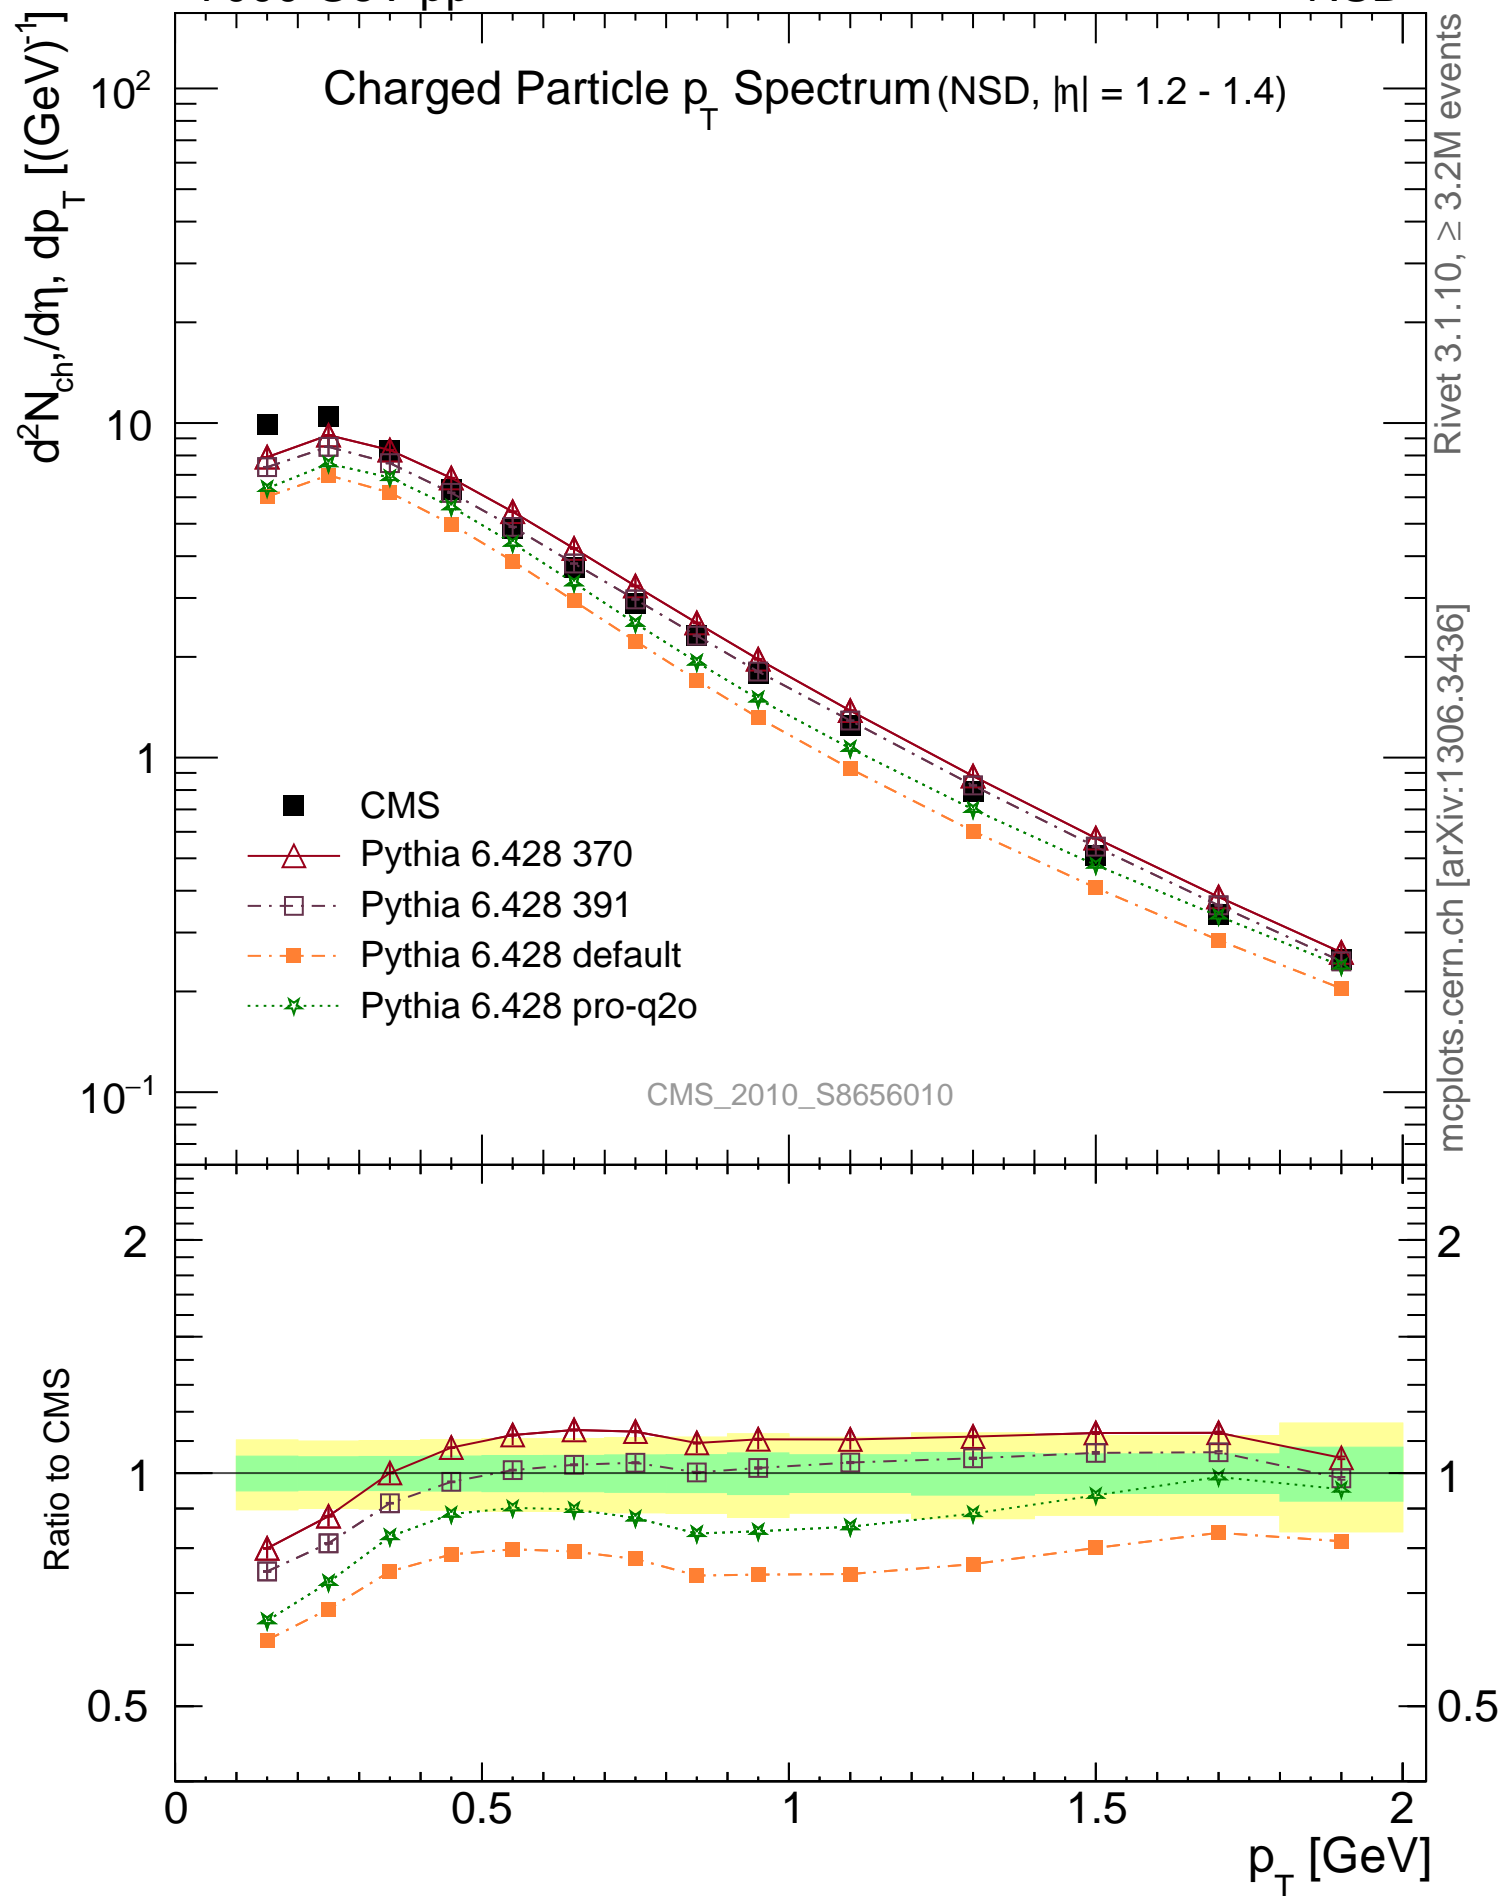 Charged Particle p_T Spectrum (NSD, |η| = 1.2 - 1.4)
d²N_ch,/dη, dp_T [(GeV)^-1]
10²
10
1
10⁻¹
CMS
Pythia 6.428 370
Pythia 6.428 391
Pythia 6.428 default
Pythia 6.428 pro-q2o
CMS_2010_S8656010
Rivet 3.1.10, ≥ 3.2M events
mcplots.cern.ch [arXiv:1306.3436]
Ratio to CMS
2
1
0.5
2
1
0.5
0
0.5
1
1.5
2
p_T [GeV]